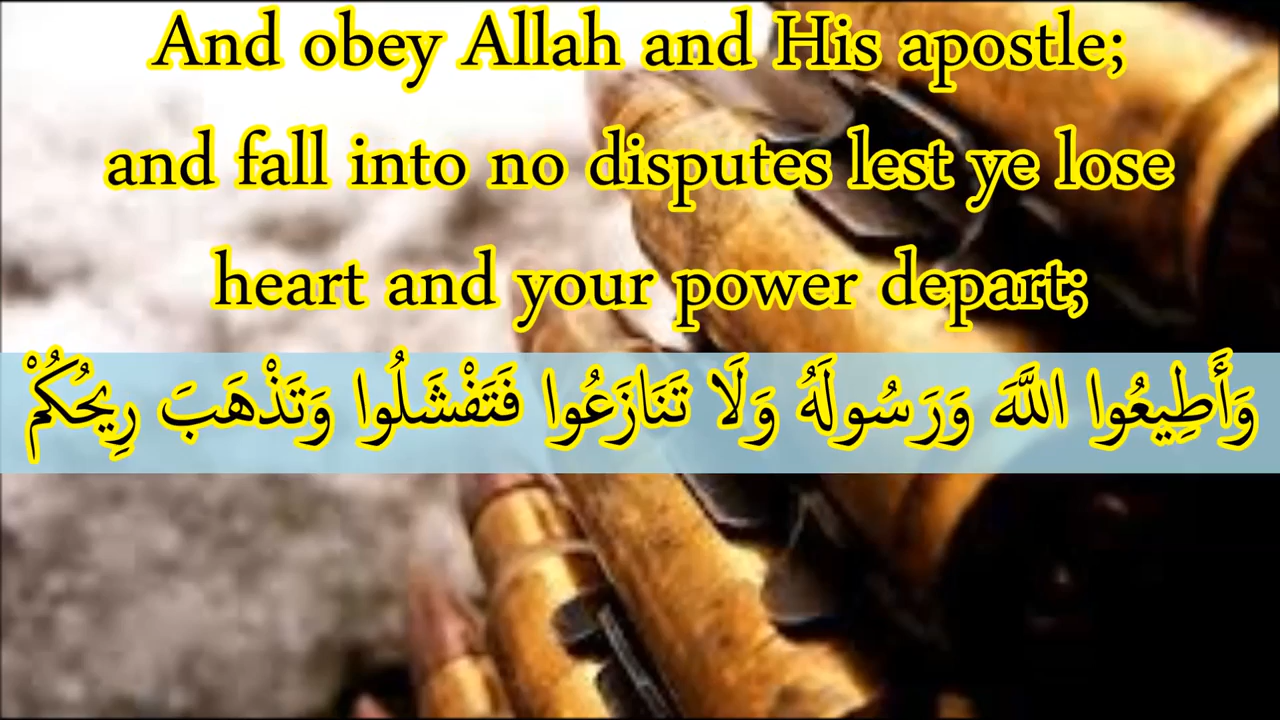 And obey Allah and His apostle;
and fall into no disputes lest ye lose
heart and your power depart;
وَأَطِيعُوا اللَّهَ وَرَسُولَهُ وَلَا تَنَازَعُوا فَتَفْشَلُوا وَتَذْهَبَ رِيحُكُمْ